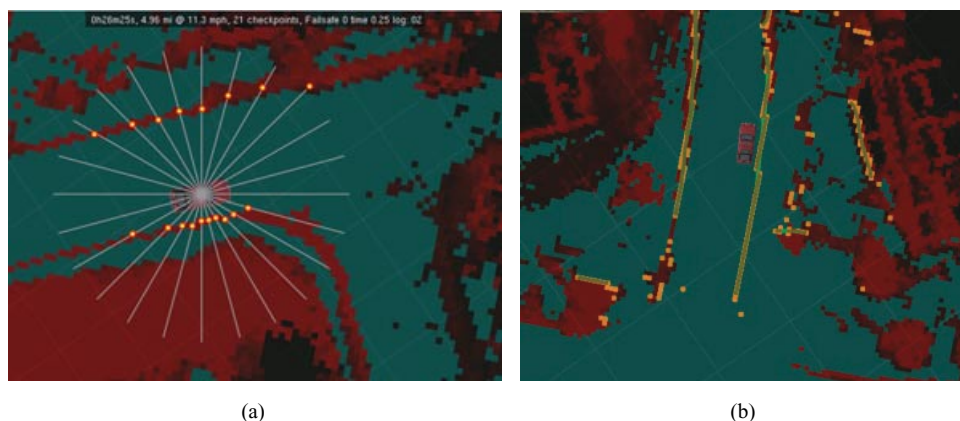 0h26m25s, 4.96 mi @ 11.3 mph, 21 checkpoints, Failsafe 0 time 0.25 log: 02
(a)
(b)